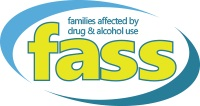 families affected by
drug & alcohol use
fass